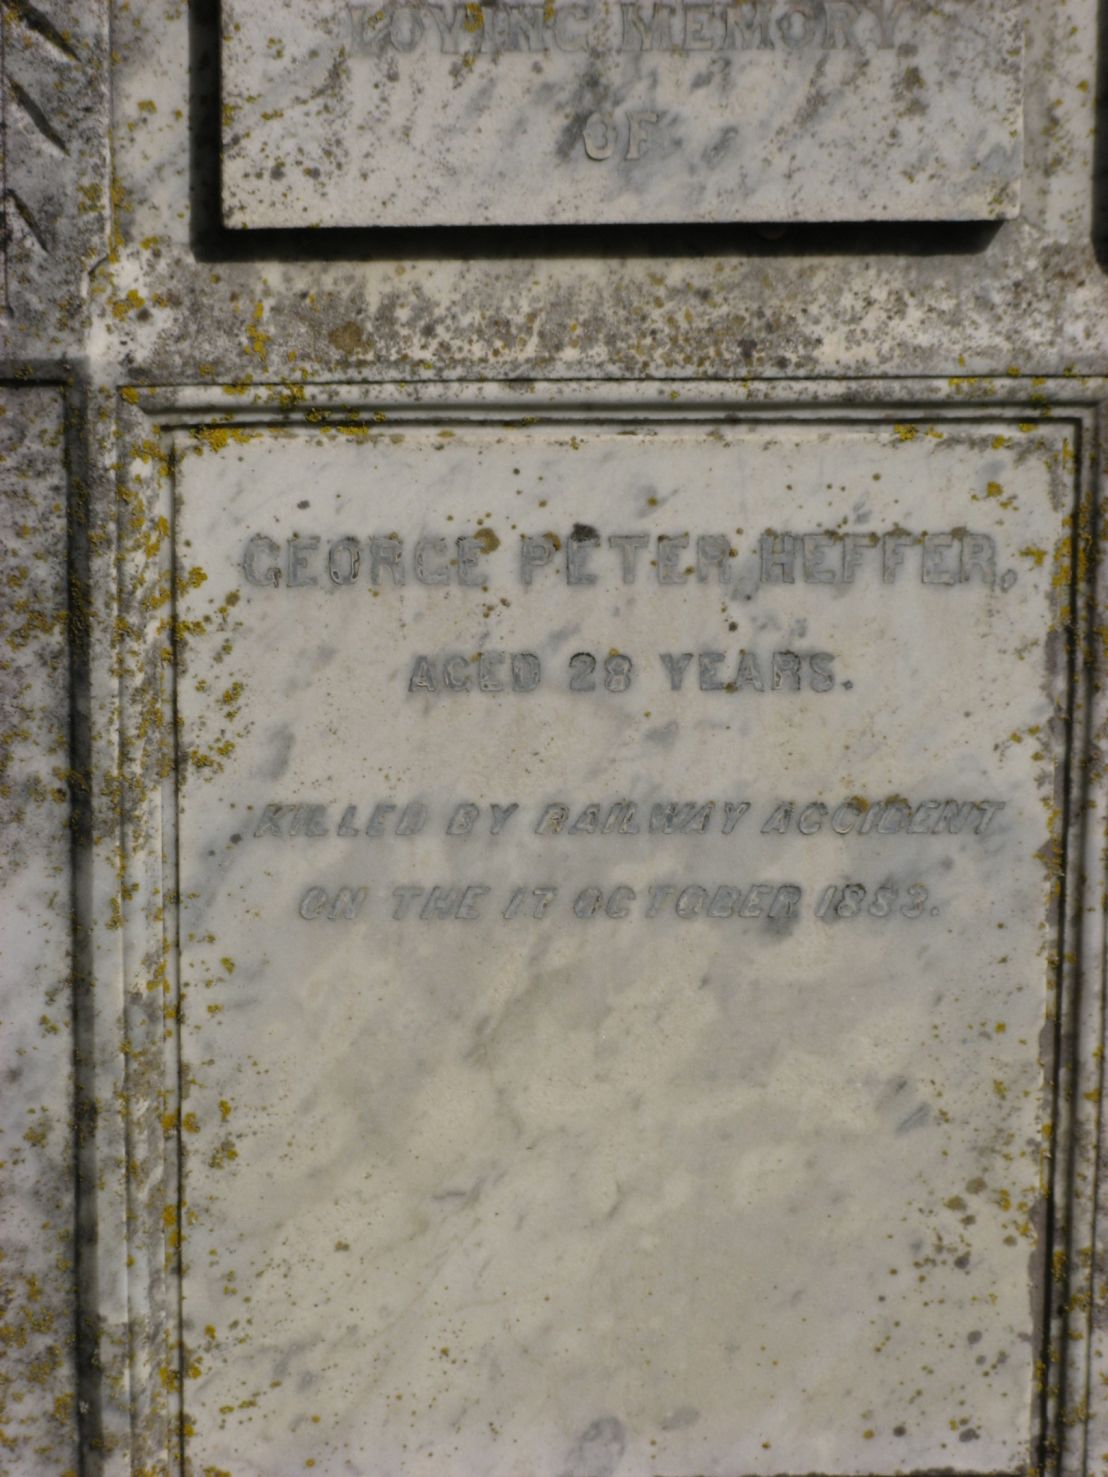 LOVING MEMORY
OF
GEORGE PETER HEFFER,
AGED 28 YEARS.
KILLED BY RAILWAY ACCIDENT
ON THE 17 OCTOBER 1883.